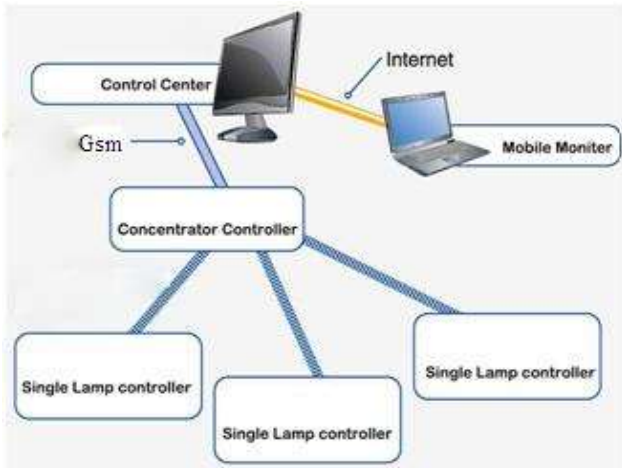 Internet
Control Center
Gsm
Mobile Moniter
Concentrator Controller
Single Lamp controller
Single Lamp controller
Single Lamp controller